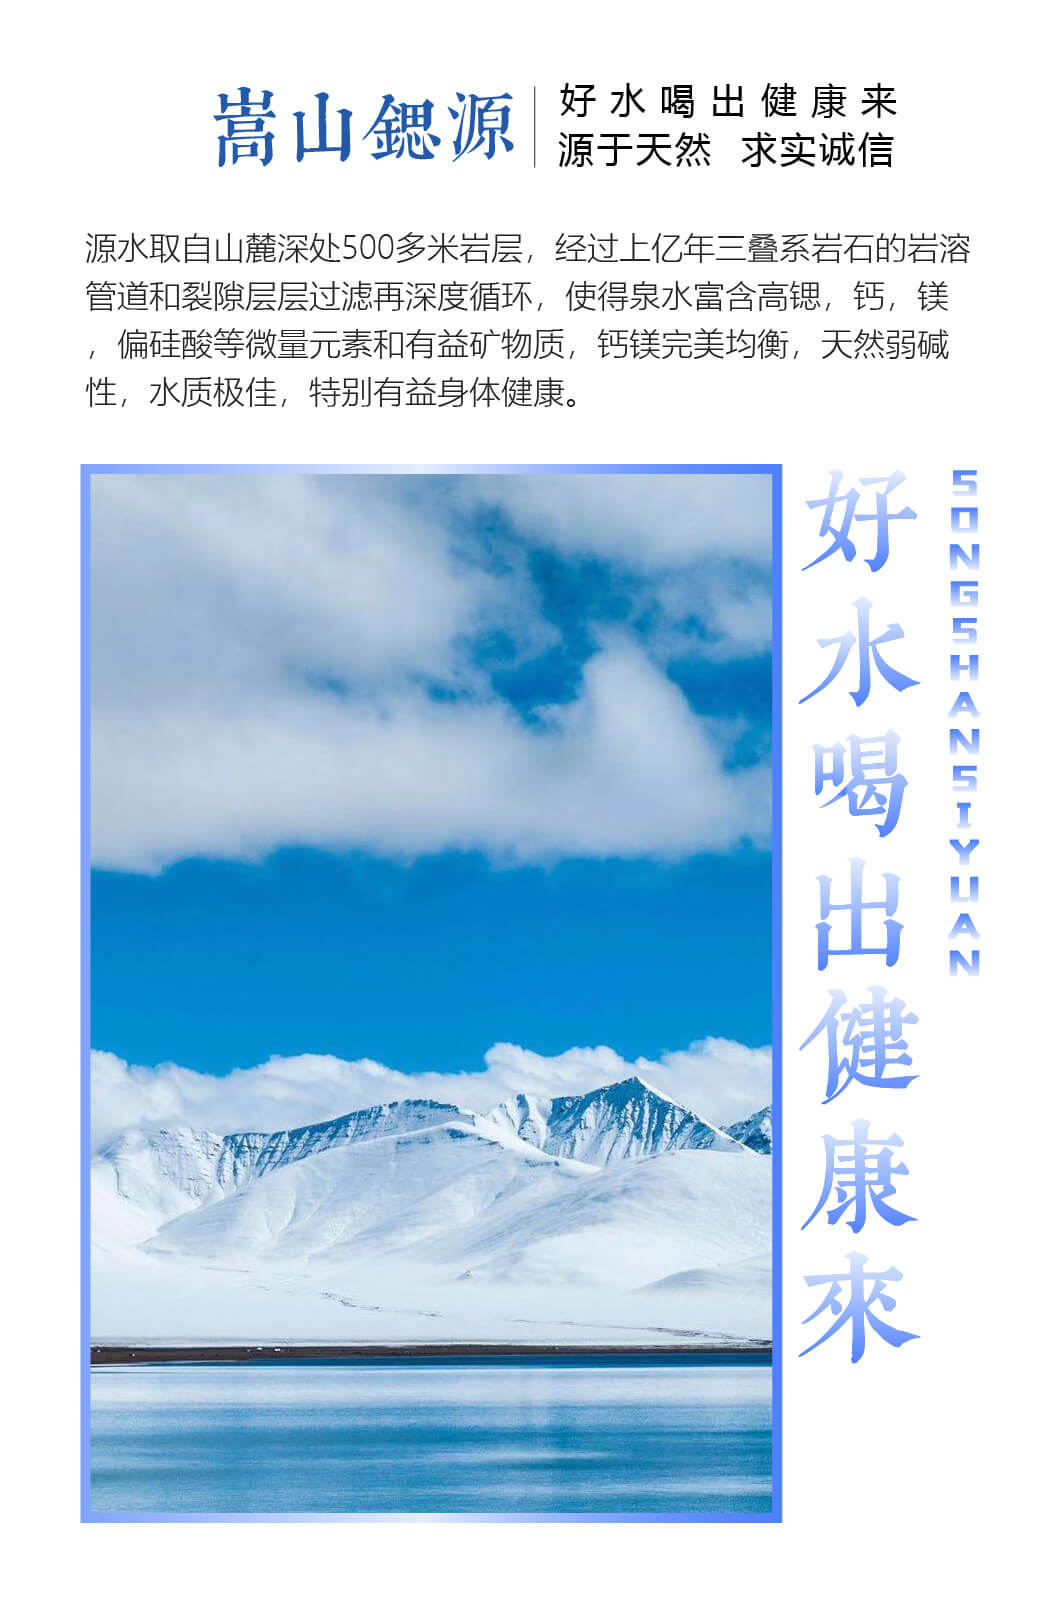 嵩山鍶源
好水喝出健康来
源于天然 求实诚信
源水取自山麓深处500多米岩层，经过上亿年三叠系岩石的岩溶
管道和裂隙层层过滤再深度循环，使得泉水富含高锶，钙，镁
，偏硅酸等微量元素和有益矿物质，钙镁完美均衡，天然弱碱
性，水质极佳，特别有益身体健康。
好水喝出健康來
SONGSHANSIYUAN